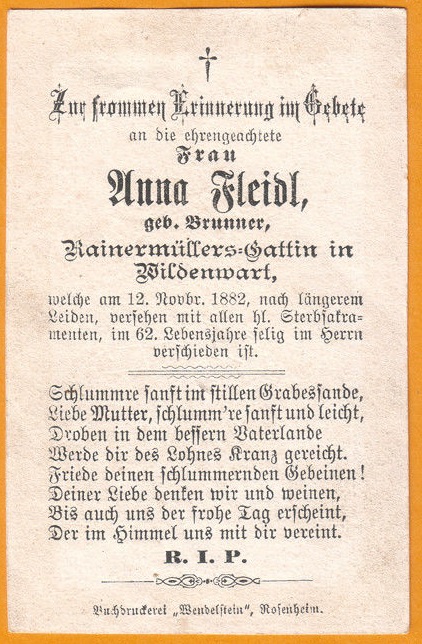 †
Zur frommen Erinnerung im Gebete
an die ehrengeachtete
Frau
Anna Fleidl,
geb. Brunner,
Rainermüllers-Gattin in
Wildenwart,
welche am 12. Novbr. 1882, nach längerem
Leiden, versehen mit allen hl. Sterbsakra-
menten, im 62. Lebensjahre selig im Herrn
verschieden ist.
Schlummre sanft im stillen Grabessande,
Liebe Mutter, schlumm're sanft und leicht,
Droben in dem bessern Vaterlande
Werde dir des Lohnes Kranz gereicht.
Friede deinen schlummernden Gebeinen!
Deiner Liebe denken wir und weinen,
Bis auch uns der frohe Tag erscheint,
Der im Himmel uns mit dir vereint.
R. I. P.
Buchdruckerei „Wendelstein", Rosenheim.